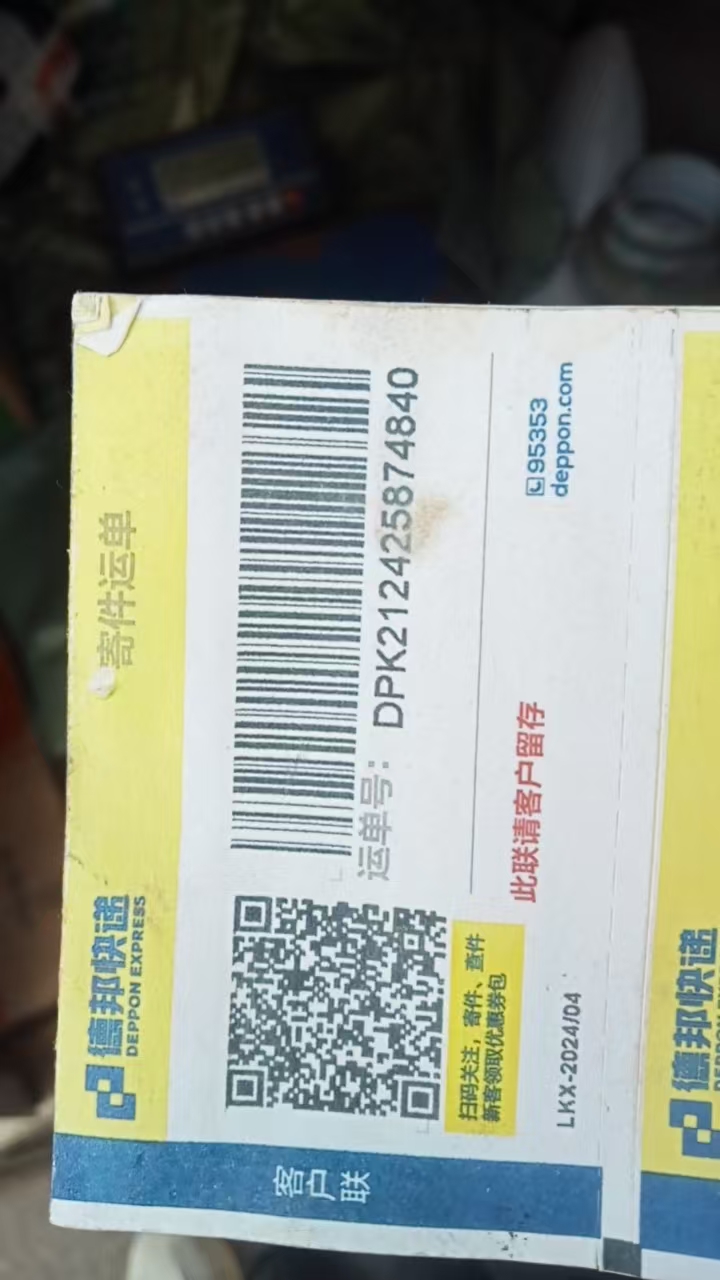 德邦快递
DEPPON EXPRESS
寄件运单
运单号：DPK212425874840
扫码关注，寄件、查件
新客领取优惠券包
此联请客户留存
95353
deppon.com
LKX-2024/04
客户联
德邦快递